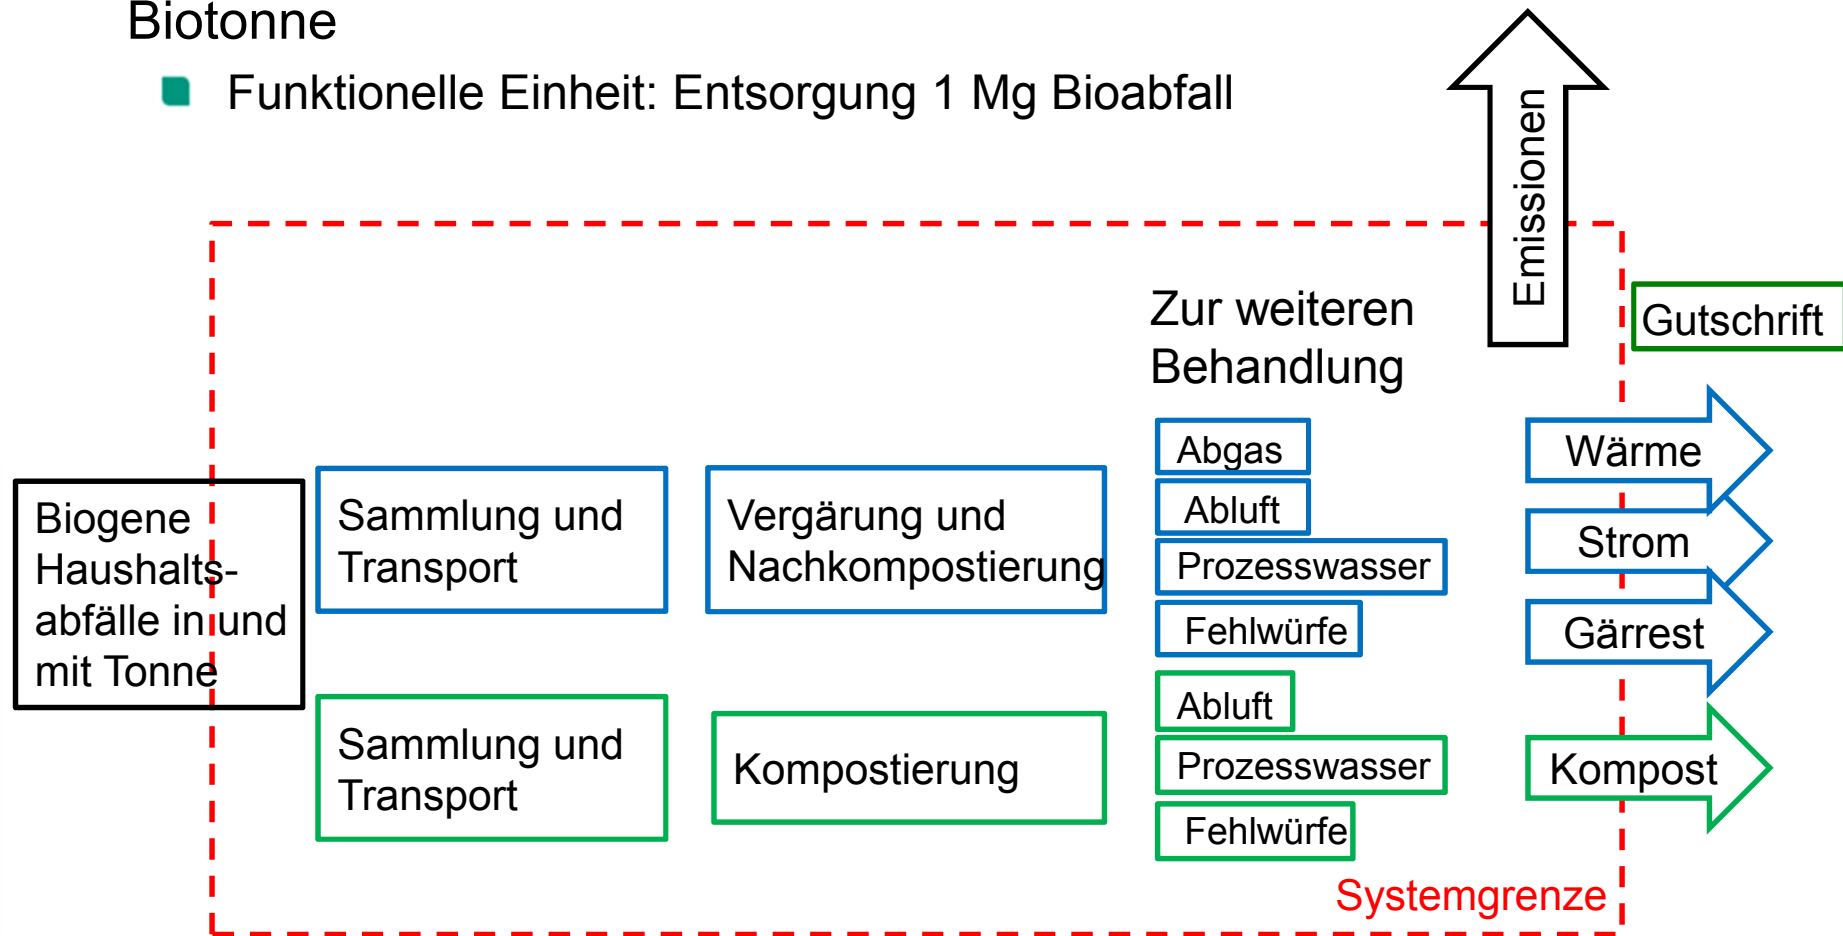 Biotonne
Funktionelle Einheit: Entsorgung 1 Mg Bioabfall
Emissionen
Zur weiteren
Behandlung
Gutschrift
Biogene
Haushalts-
abfälle in und
mit Tonne
Sammlung und
Transport
Vergärung und
Nachkompostierung
Abgas
Abluft
Prozesswasser
Fehlwürfe
Wärme
Strom
Gärrest
Sammlung und
Transport
Kompostierung
Abluft
Prozesswasser
Fehlwürfe
Kompost
Systemgrenze